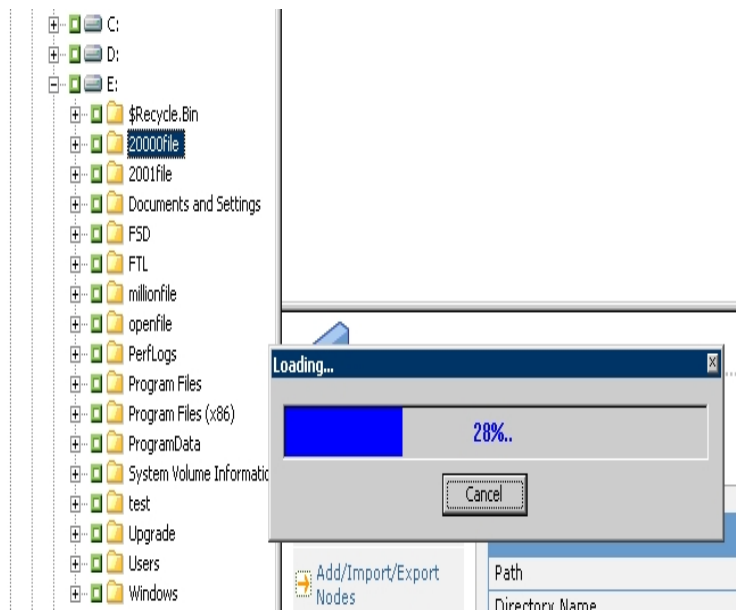 C:
D:
E:
$Recycle.Bin
20000file
2001file
Documents and Settings
FSD
FTL
millionfile
openfile
PerfLogs
Program Files
Program Files (x86)
ProgramData
System Volume Informatic
test
Upgrade
Users
Windows
Loading...
28%..
Cancel
Add/Import/Export
Nodes
Path
Directory Name